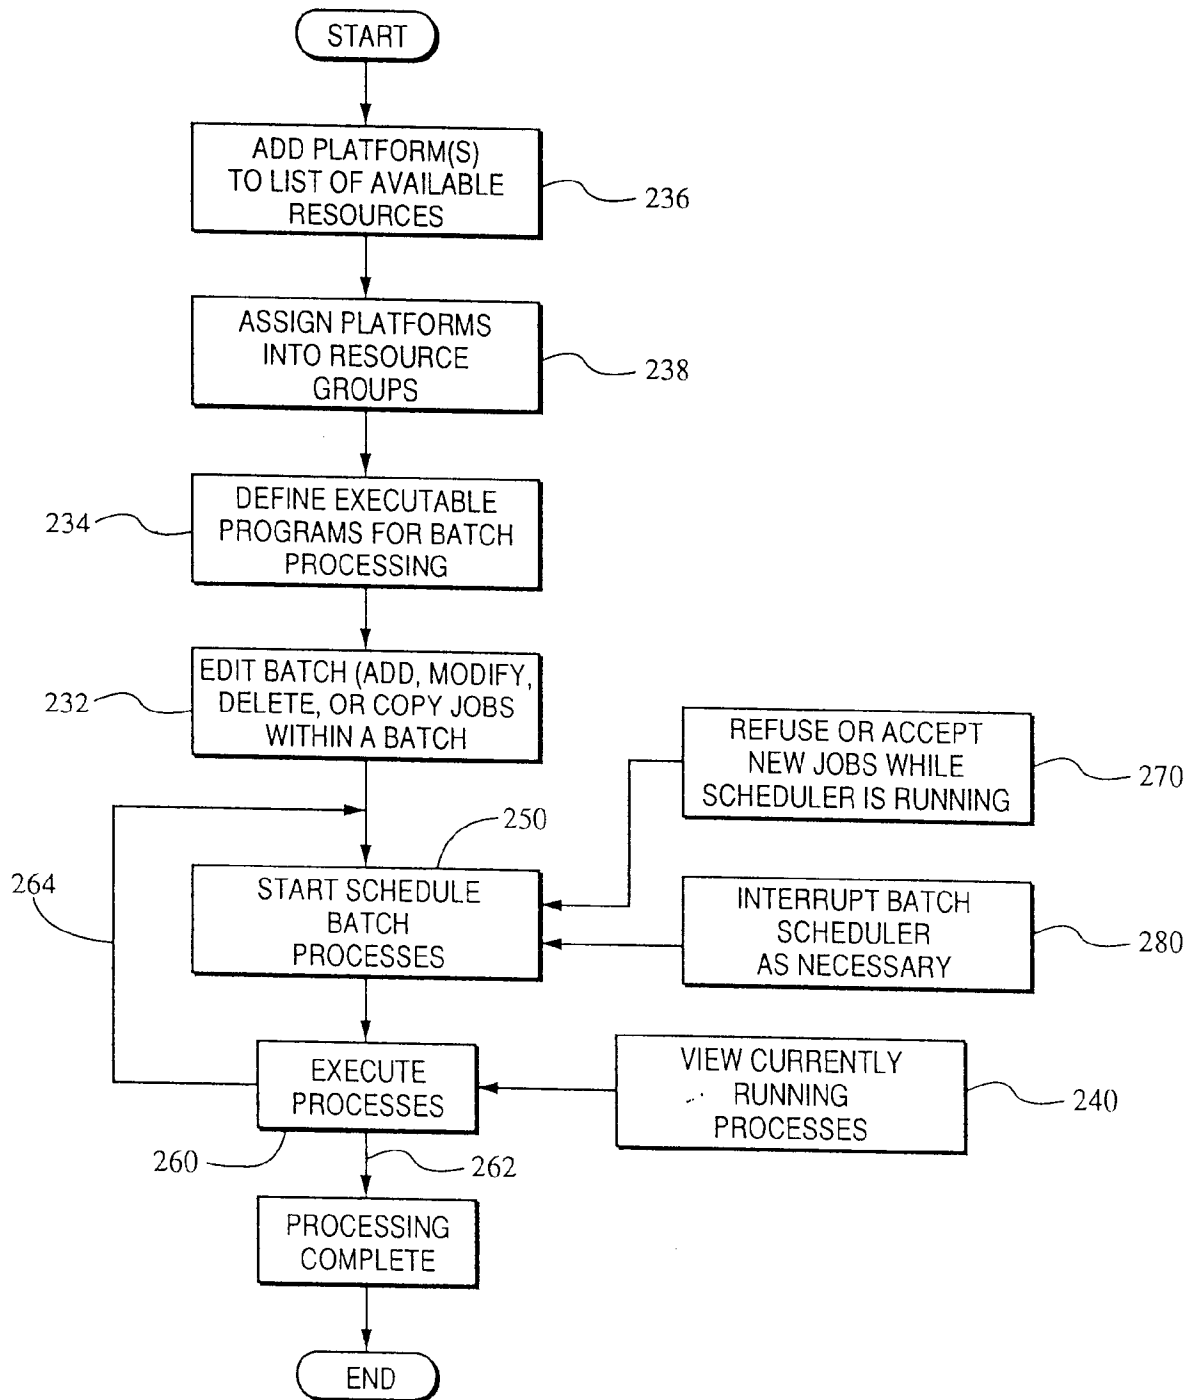 START
ADD PLATFORM(S)
TO LIST OF AVAILABLE
RESOURCES
236
ASSIGN PLATFORMS
INTO RESOURCE
GROUPS
238
DEFINE EXECUTABLE
PROGRAMS FOR BATCH
PROCESSING
234
EDIT BATCH (ADD, MODIFY,
DELETE, OR COPY JOBS
WITHIN A BATCH
232
REFUSE OR ACCEPT
NEW JOBS WHILE
SCHEDULER IS RUNNING
270
250
START SCHEDULE
BATCH
PROCESSES
264
INTERRUPT BATCH
SCHEDULER
AS NECESSARY
280
EXECUTE
PROCESSES
VIEW CURRENTLY
RUNNING
PROCESSES
240
260
262
PROCESSING
COMPLETE
END